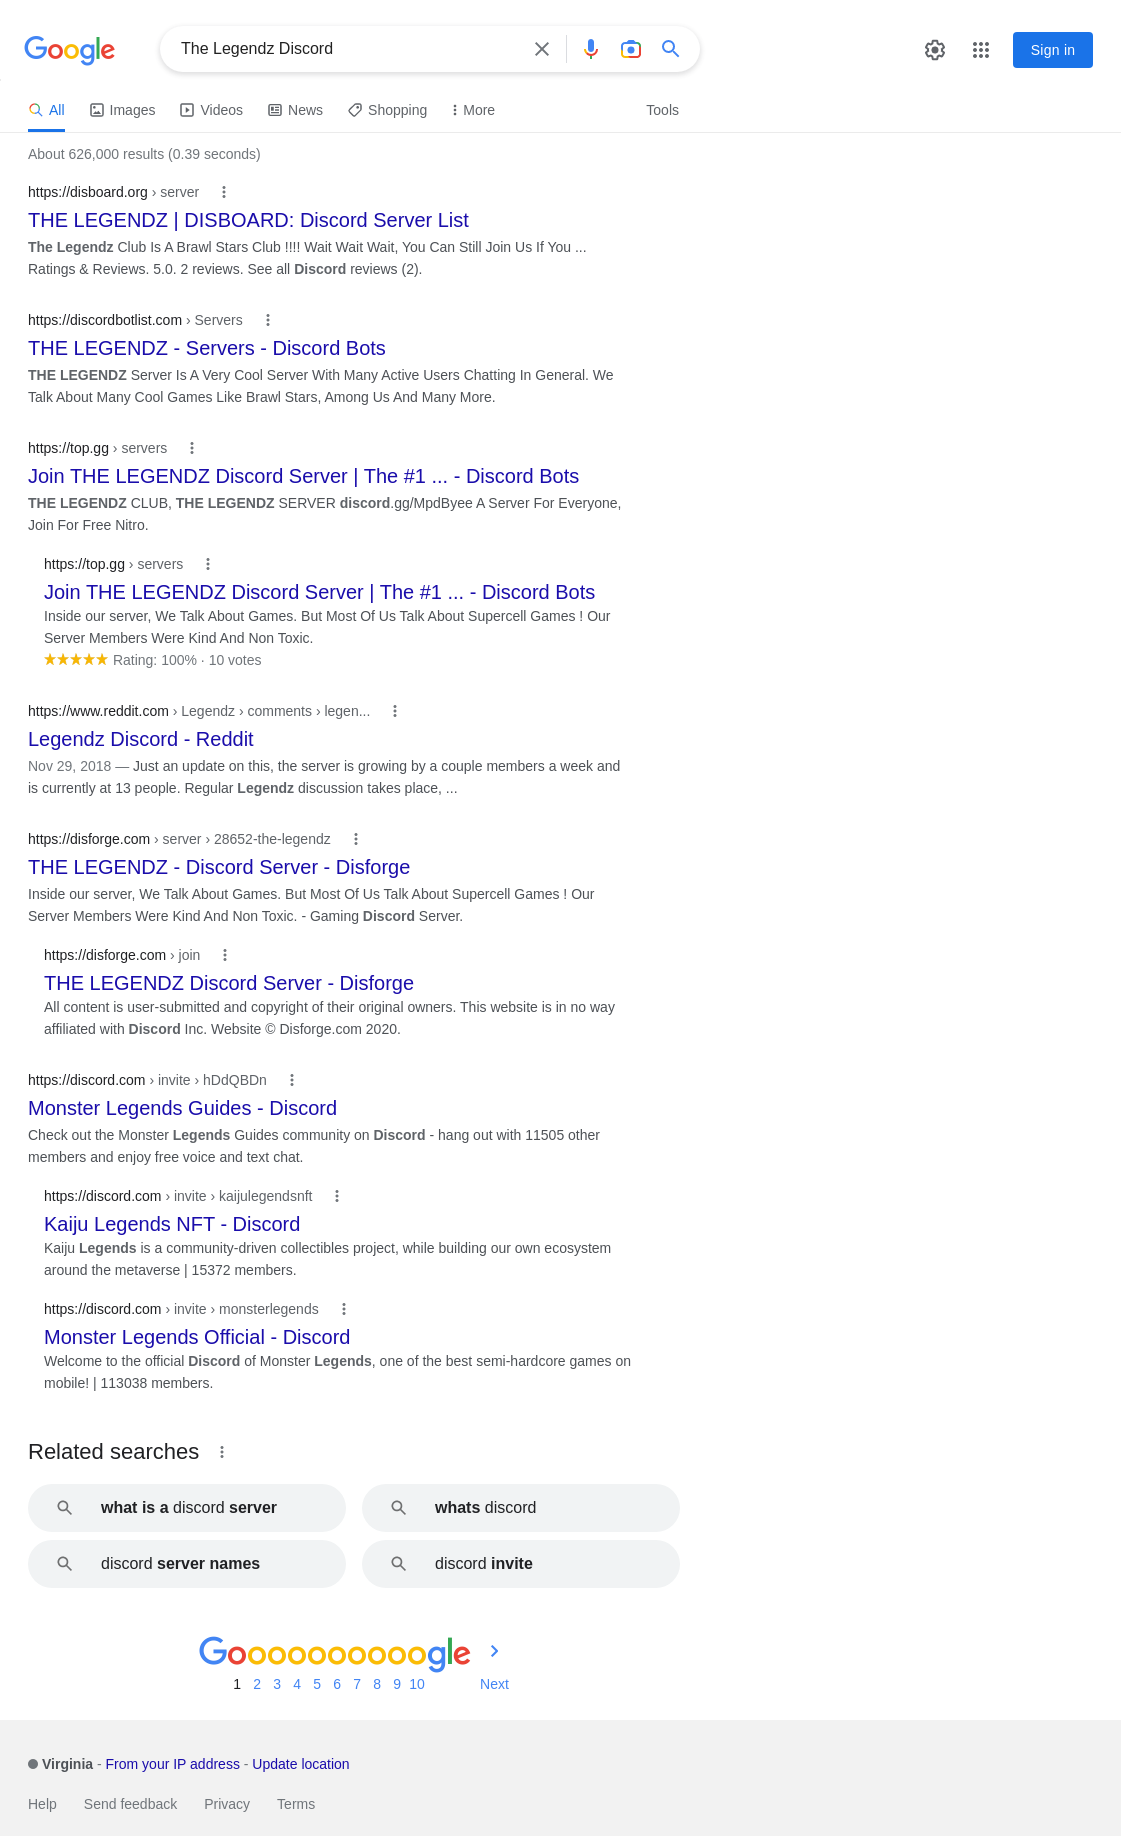 Google
The Legendz Discord
Sign in
All Images Videos News Shopping More Tools
About 626,000 results (0.39 seconds)
https://disboard.org › server
THE LEGENDZ | DISBOARD: Discord Server List
The Legendz Club Is A Brawl Stars Club !!!! Wait Wait Wait, You Can Still Join Us If You ...
Ratings & Reviews. 5.0. 2 reviews. See all Discord reviews (2).
https://discordbotlist.com › Servers
THE LEGENDZ - Servers - Discord Bots
THE LEGENDZ Server Is A Very Cool Server With Many Active Users Chatting In General. We
Talk About Many Cool Games Like Brawl Stars, Among Us And Many More.
https://top.gg › servers
Join THE LEGENDZ Discord Server | The #1 ... - Discord Bots
THE LEGENDZ CLUB, THE LEGENDZ SERVER discord.gg/MpdByee A Server For Everyone,
Join For Free Nitro.
https://top.gg › servers
Join THE LEGENDZ Discord Server | The #1 ... - Discord Bots
Inside our server, We Talk About Games. But Most Of Us Talk About Supercell Games ! Our
Server Members Were Kind And Non Toxic.
Rating: 100% · 10 votes
https://www.reddit.com › Legendz › comments › legen...
Legendz Discord - Reddit
Nov 29, 2018 — Just an update on this, the server is growing by a couple members a week and
is currently at 13 people. Regular Legendz discussion takes place, ...
https://disforge.com › server › 28652-the-legendz
THE LEGENDZ - Discord Server - Disforge
Inside our server, We Talk About Games. But Most Of Us Talk About Supercell Games ! Our
Server Members Were Kind And Non Toxic. - Gaming Discord Server.
https://disforge.com › join
THE LEGENDZ Discord Server - Disforge
All content is user-submitted and copyright of their original owners. This website is in no way
affiliated with Discord Inc. Website © Disforge.com 2020.
https://discord.com › invite › hDdQBDn
Monster Legends Guides - Discord
Check out the Monster Legends Guides community on Discord - hang out with 11505 other
members and enjoy free voice and text chat.
https://discord.com › invite › kaijulegendsnft
Kaiju Legends NFT - Discord
Kaiju Legends is a community-driven collectibles project, while building our own ecosystem
around the metaverse | 15372 members.
https://discord.com › invite › monsterlegends
Monster Legends Official - Discord
Welcome to the official Discord of Monster Legends, one of the best semi-hardcore games on
mobile! | 113038 members.
Related searches
what is a discord server
whats discord
discord server names
discord invite
Goooooooooogle
1 2 3 4 5 6 7 8 9 10 Next
Virginia - From your IP address - Update location
Help Send feedback Privacy Terms